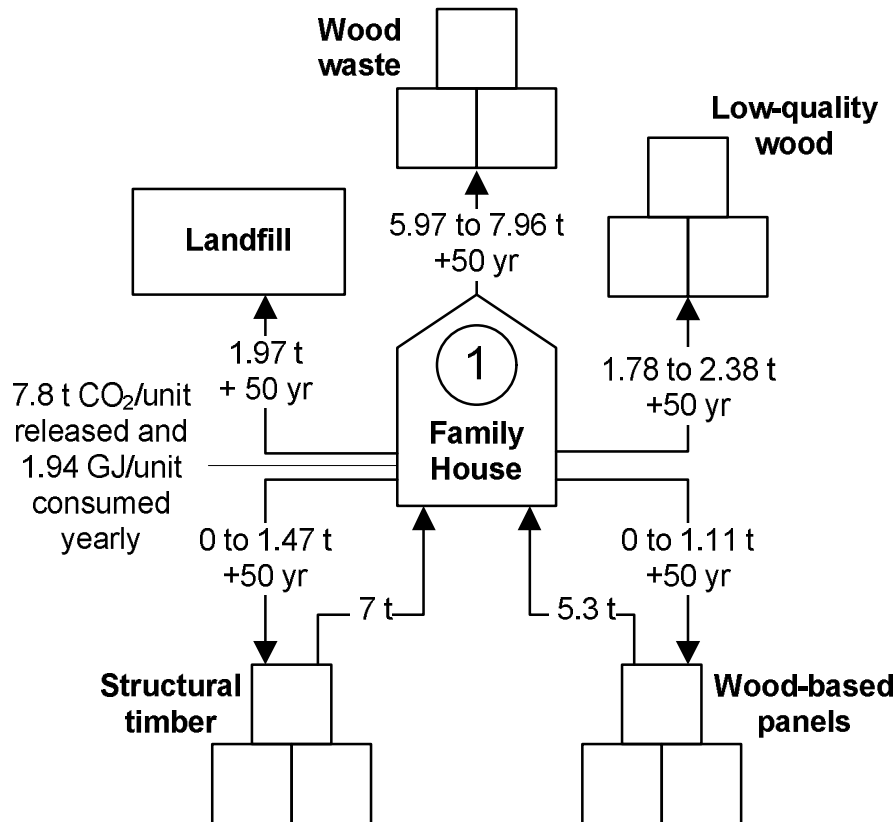 Wood
waste
Low-quality
wood
Landfill
5.97 to 7.96 t
+50 yr
1.97 t
+ 50 yr
1
1.78 to 2.38 t
+50 yr
7.8 t CO₂/unit
released and
1.94 GJ/unit
consumed
yearly
Family
House
0 to 1.47 t
+50 yr
0 to 1.11 t
+50 yr
7 t
5.3 t
Structural
timber
Wood-based
panels